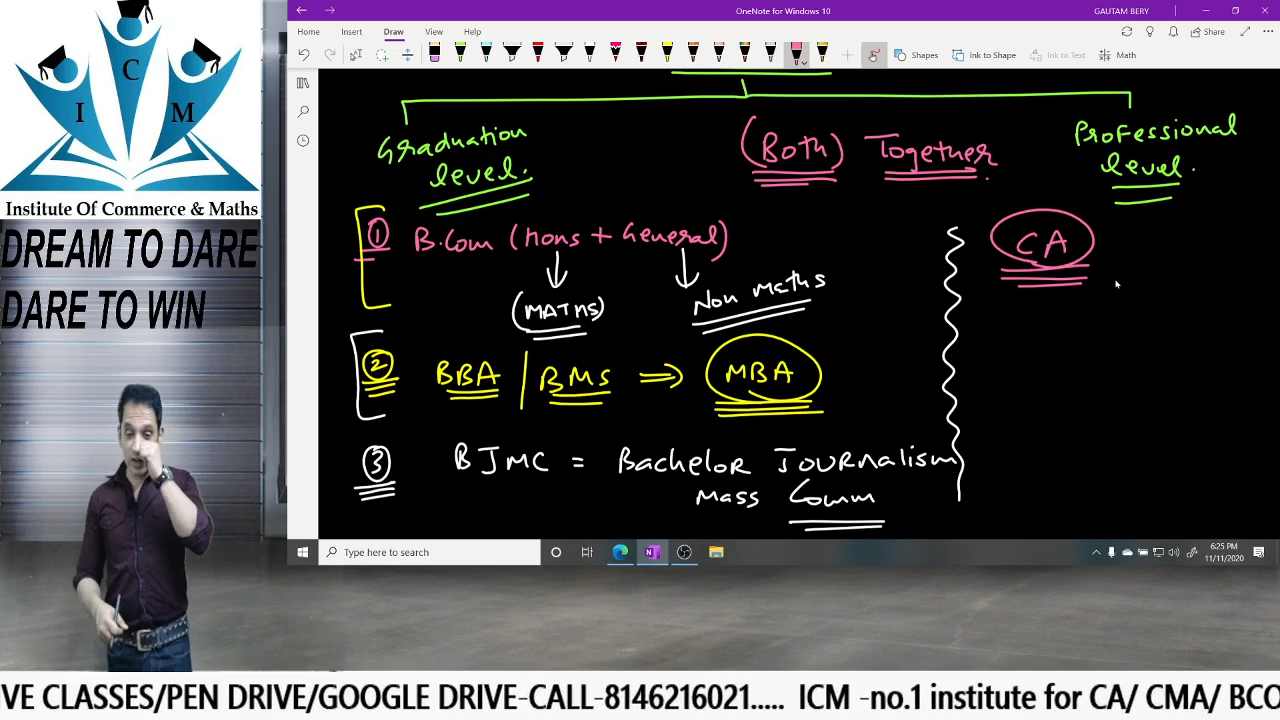 I C M
Institute Of Commerce & Maths
DREAM TO DARE
DARE TO WIN
OneNote for Windows 10
GAUTAM BERY
Home Insert Draw View Help
Share
Shapes Ink to Shape Ink to Text Math
Graduation
level.
(Both) Together.
Professional
level.
① B.Com (Hons + General)
(MATHS)
Non maths
CA
② BBA | BMS ⇒ MBA
③ BJMC = Bachelor Journalism
Mass Comm
Type here to search
6:25 PM
11/11/2020
VE CLASSES/PEN DRIVE/GOOGLE DRIVE-CALL-8146216021..... ICM -no.1 institute for CA/ CMA/ BCO